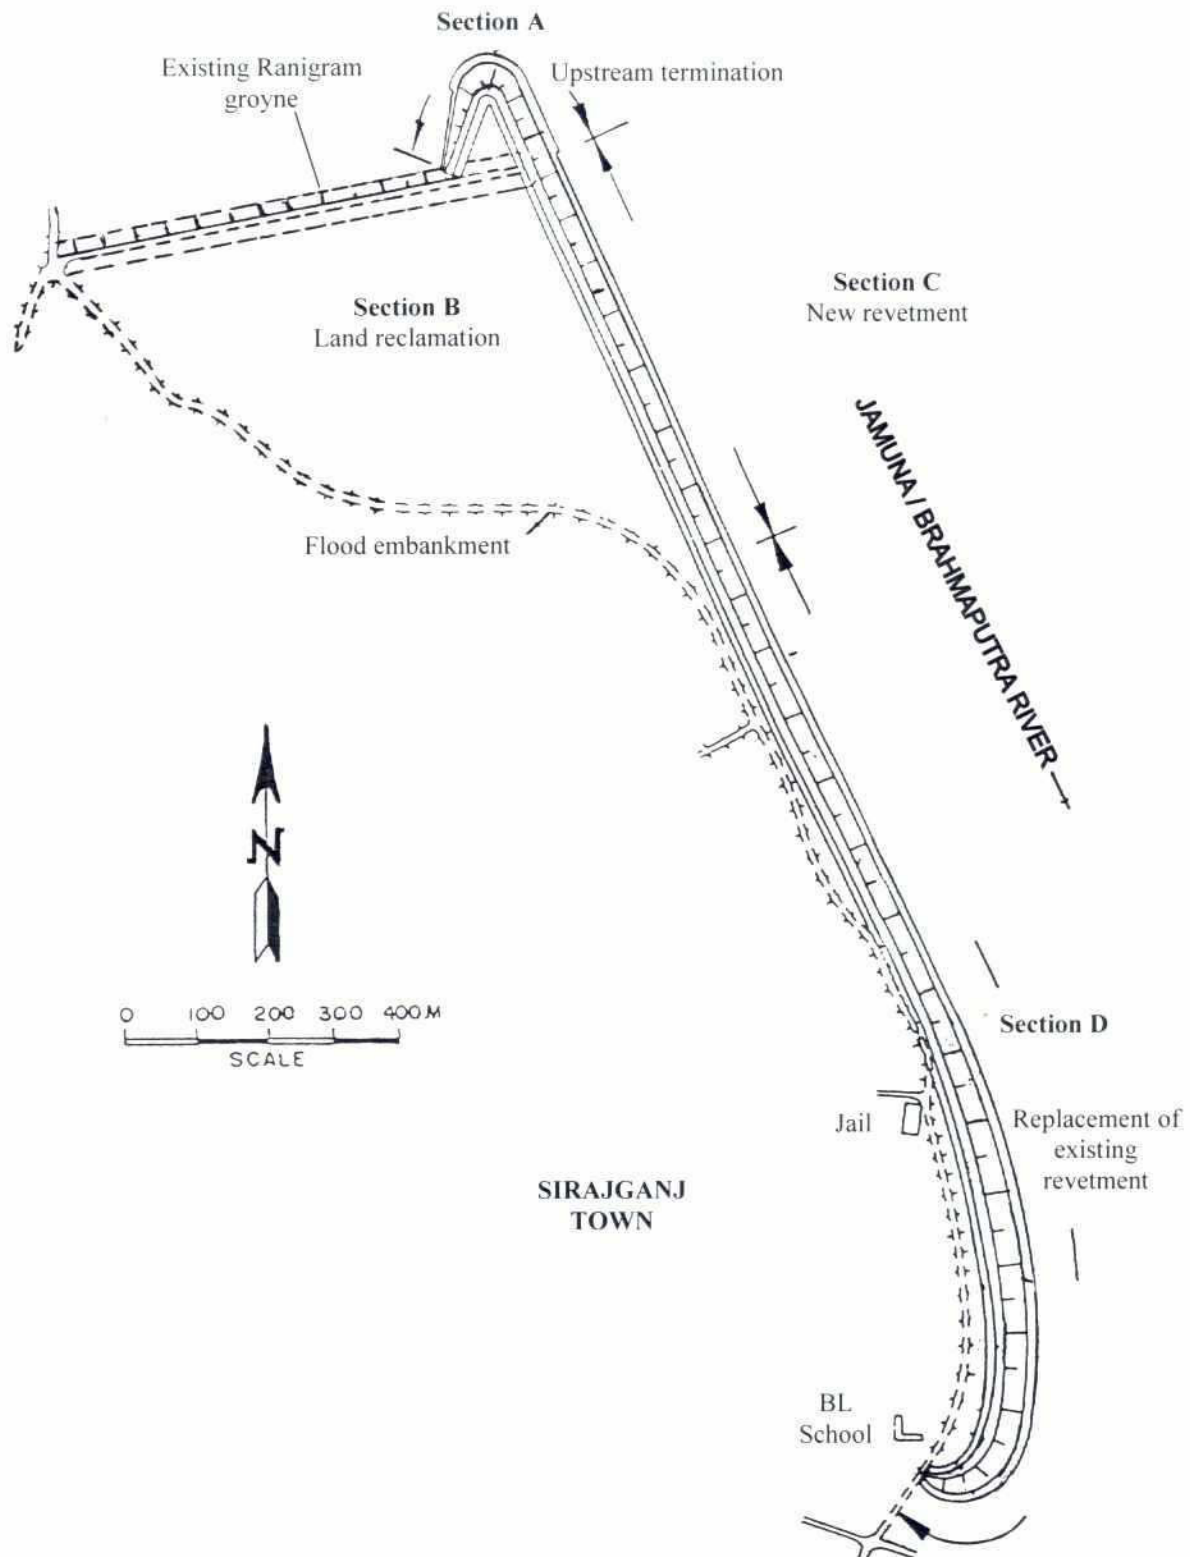 Section A
Existing Ranigram
groyne
Upstream termination
Section B
Land reclamation
Section C
New revetment
JAMUNA / BRAHMAPUTRA RIVER
Flood embankment
N
0 100 200 300 400 M
SCALE
Section D
Jail
Replacement of
existing
revetment
SIRAJGANJ
TOWN
BL
School